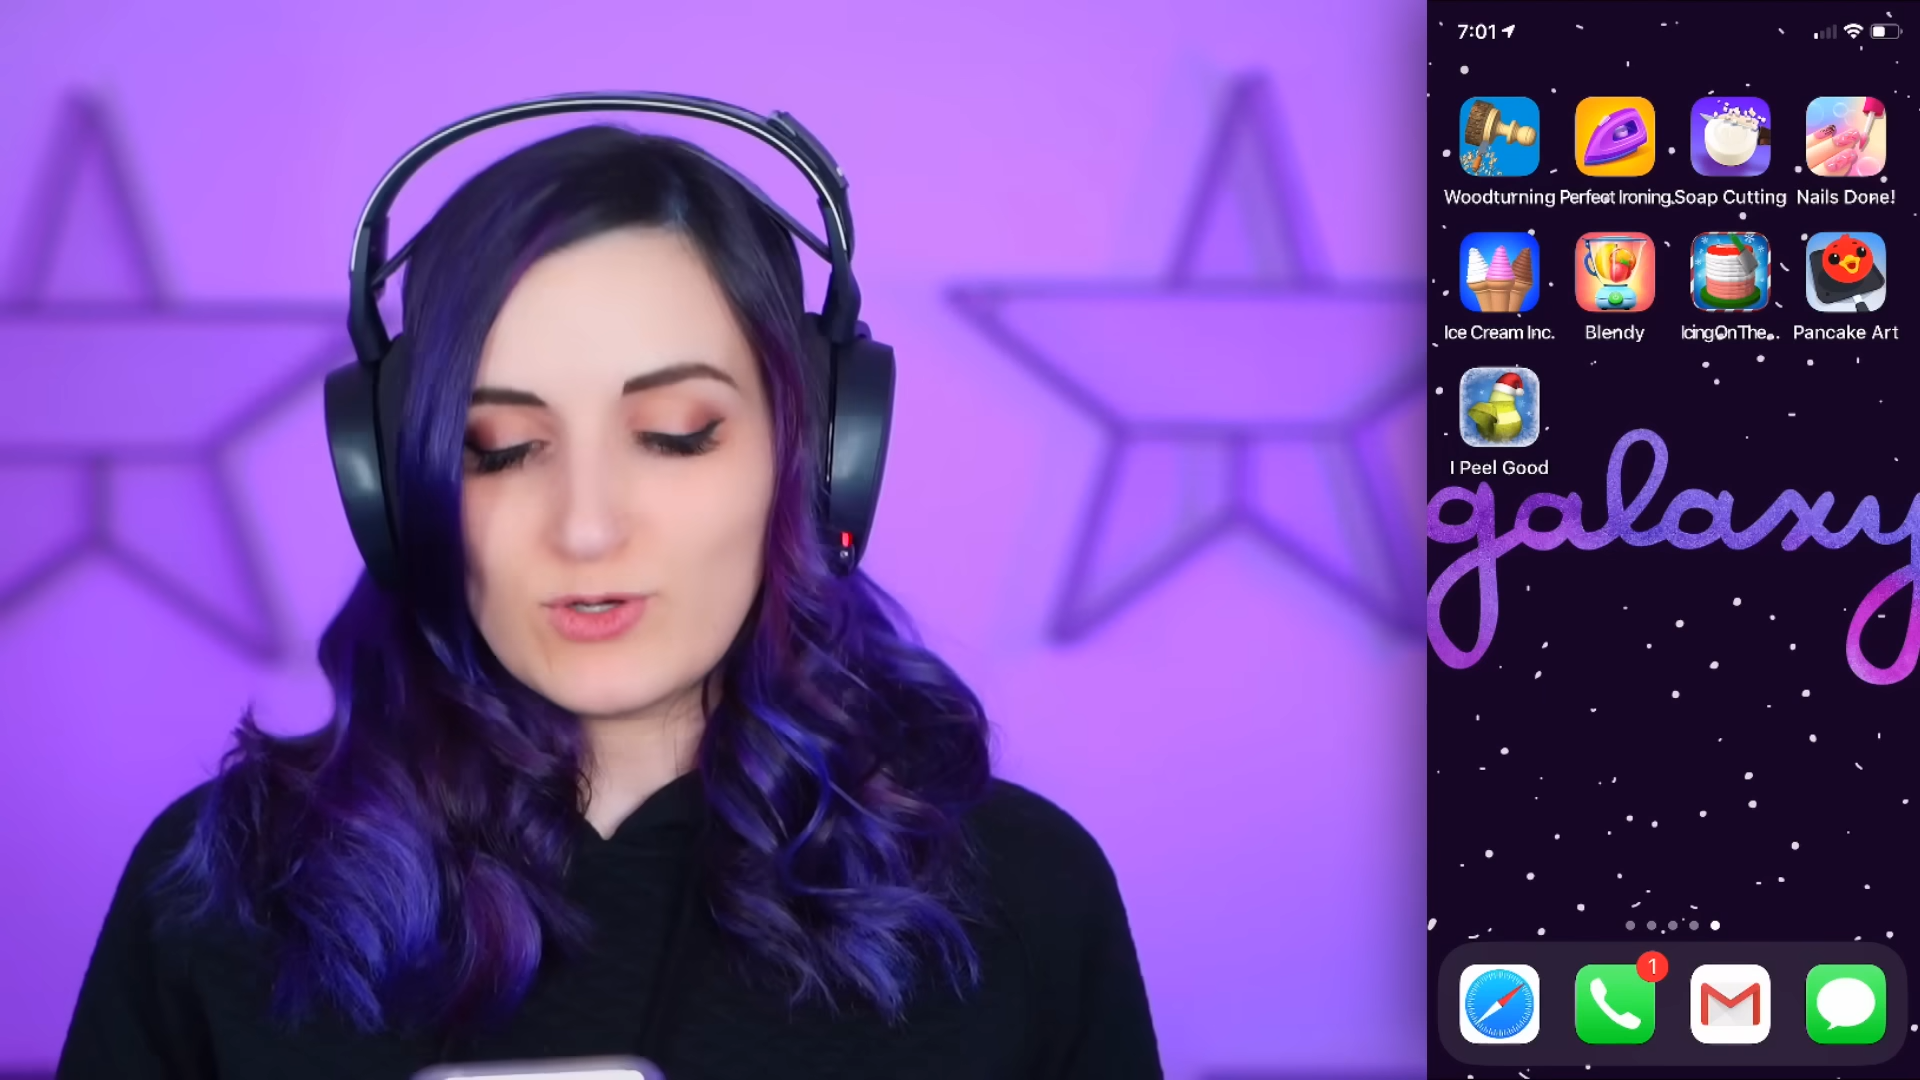 7:01
Woodturning Perfect Ironing. Soap Cutting Nails Done!
Ice Cream Inc. Blendy IcingOnThe... Pancake Art
I Peel Good
galaxy
1